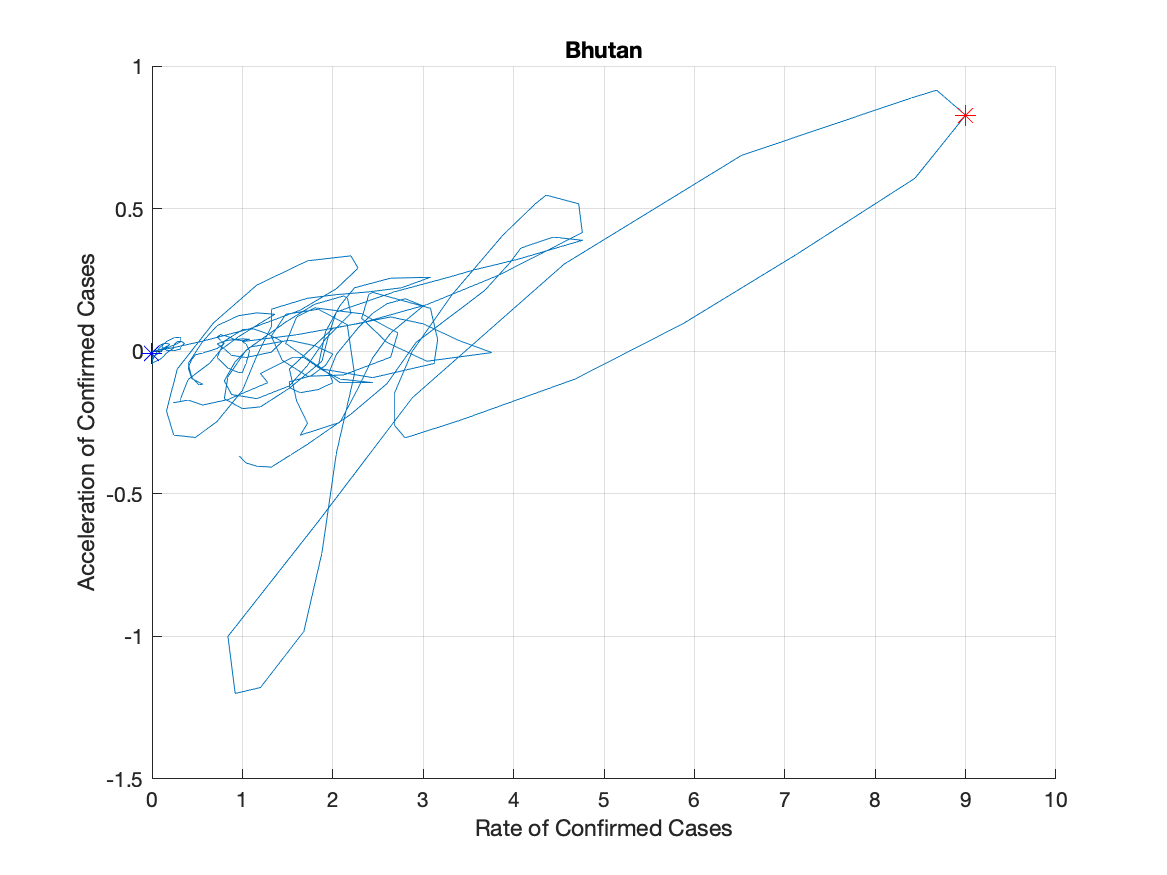 Bhutan
1
0.5
0
-0.5
-1
-1.5
Acceleration of Confirmed Cases
0 1 2 3 4 5 6 7 8 9 10
Rate of Confirmed Cases